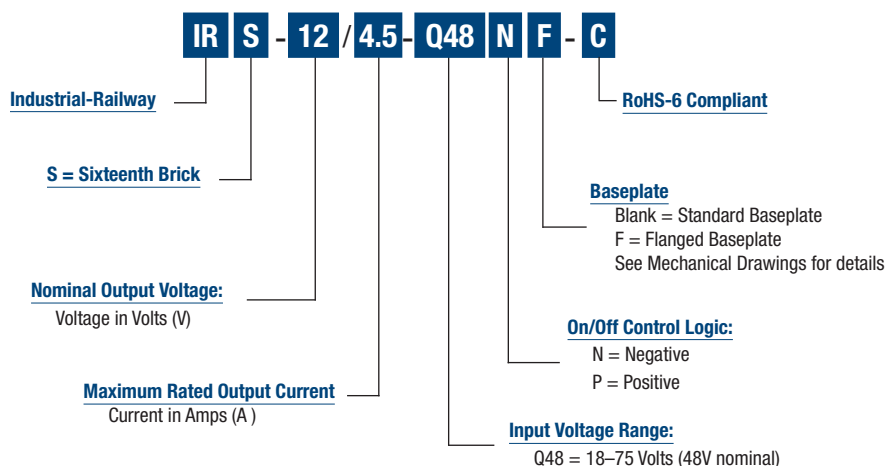 IR S - 12 / 4.5 - Q48 N F - C
Industrial-Railway
RoHS-6 Compliant
S = Sixteenth Brick
Baseplate
Blank = Standard Baseplate
F = Flanged Baseplate
See Mechanical Drawings for details
Nominal Output Voltage:
Voltage in Volts (V)
On/Off Control Logic:
N = Negative
P = Positive
Maximum Rated Output Current
Current in Amps (A )
Input Voltage Range:
Q48 = 18–75 Volts (48V nominal)